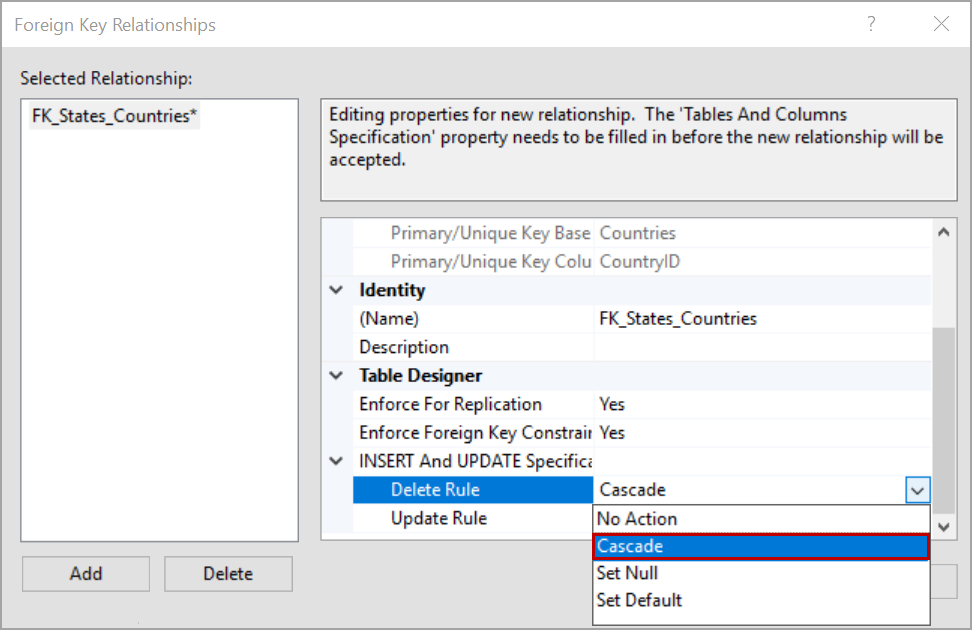 Foreign Key Relationships
?
Selected Relationship:
FK_States_Countries*
Editing properties for new relationship. The 'Tables And Columns
Specification' property needs to be filled in before the new relationship will be
accepted.
Primary/Unique Key Base Countries
Primary/Unique Key Colu CountryID
Identity
(Name) FK_States_Countries
Description
Table Designer
Enforce For Replication Yes
Enforce Foreign Key Constrain Yes
INSERT And UPDATE Specifica
Delete Rule Cascade
Update Rule
No Action
Cascade
Set Null
Set Default
Add
Delete